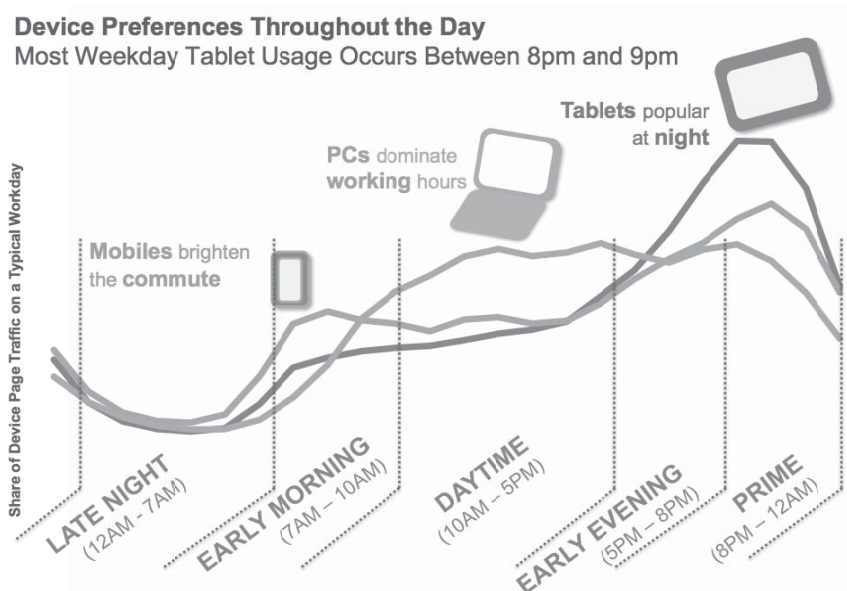 Device Preferences Throughout the Day
Most Weekday Tablet Usage Occurs Between 8pm and 9pm
Tablets popular
at night
PCs dominate
working hours
Mobiles brighten
the commute
Share of Device Page Traffic on a Typical Workday
LATE NIGHT
(12AM - 7AM)
EARLY MORNING
(7AM – 10AM)
DAYTIME
(10AM – 5PM)
EARLY EVENING
(5PM – 8PM)
PRIME
(8PM – 12AM)